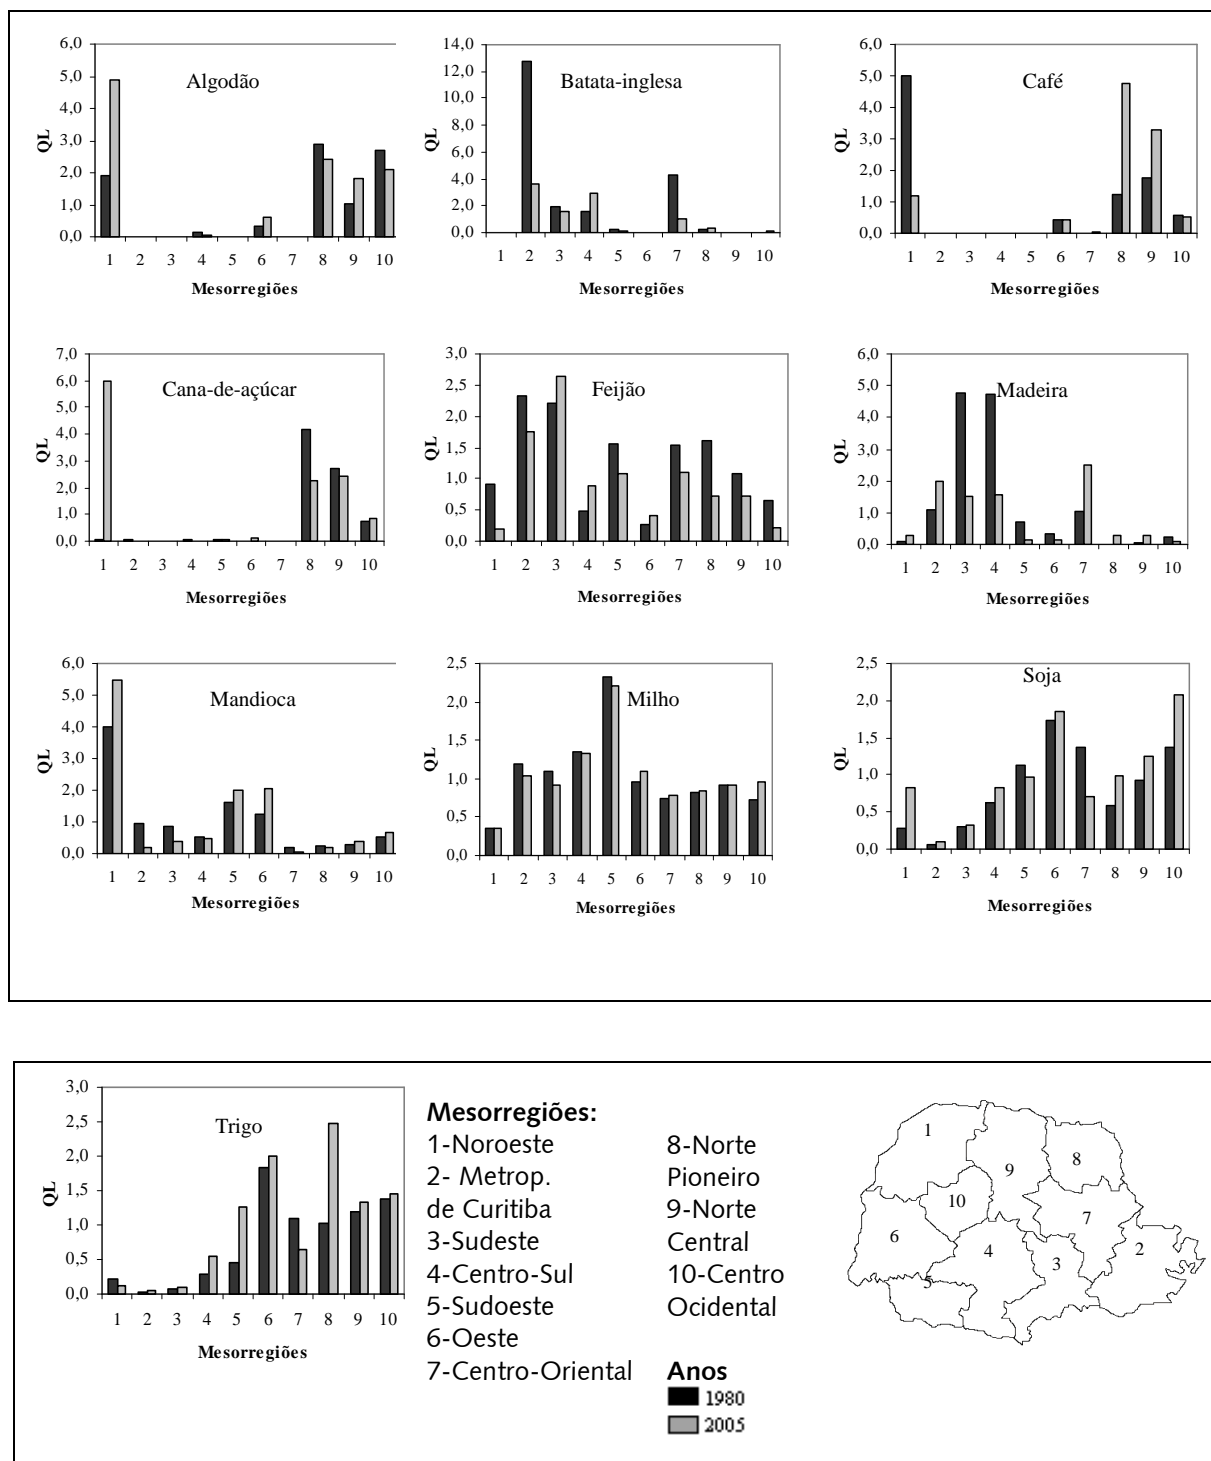 Algodão
QL
6,0
5,0
4,0
3,0
2,0
1,0
0,0
1 2 3 4 5 6 7 8 9 10
Mesorregiões
Batata-inglesa
QL
14,0
12,0
10,0
8,0
6,0
4,0
2,0
0,0
1 2 3 4 5 6 7 8 9 10
Mesorregiões
Café
QL
6,0
5,0
4,0
3,0
2,0
1,0
0,0
1 2 3 4 5 6 7 8 9 10
Mesorregiões
Cana-de-açúcar
QL
7,0
6,0
5,0
4,0
3,0
2,0
1,0
0,0
1 2 3 4 5 6 7 8 9 10
Mesorregiões
Feijão
QL
3,0
2,5
2,0
1,5
1,0
0,5
0,0
1 2 3 4 5 6 7 8 9 10
Mesorregiões
Madeira
QL
6,0
5,0
4,0
3,0
2,0
1,0
0,0
1 2 3 4 5 6 7 8 9 10
Mesorregiões
Mandioca
QL
6,0
5,0
4,0
3,0
2,0
1,0
0,0
1 2 3 4 5 6 7 8 9 10
Mesorregiões
Milho
QL
2,5
2,0
1,5
1,0
0,5
0,0
1 2 3 4 5 6 7 8 9 10
Mesorregiões
Soja
QL
2,5
2,0
1,5
1,0
0,5
0,0
1 2 3 4 5 6 7 8 9 10
Mesorregiões
Trigo
QL
3,0
2,5
2,0
1,5
1,0
0,5
0,0
1 2 3 4 5 6 7 8 9 10
Mesorregiões
Mesorregiões:
1-Noroeste
2- Metrop.
de Curitiba
3-Sudeste
4-Centro-Sul
5-Sudoeste
6-Oeste
7-Centro-Oriental
8-Norte
Pioneiro
9-Norte
Central
10-Centro
Ocidental
Anos
1980
2005
1
8
9
10
7
6
4
3
2
5